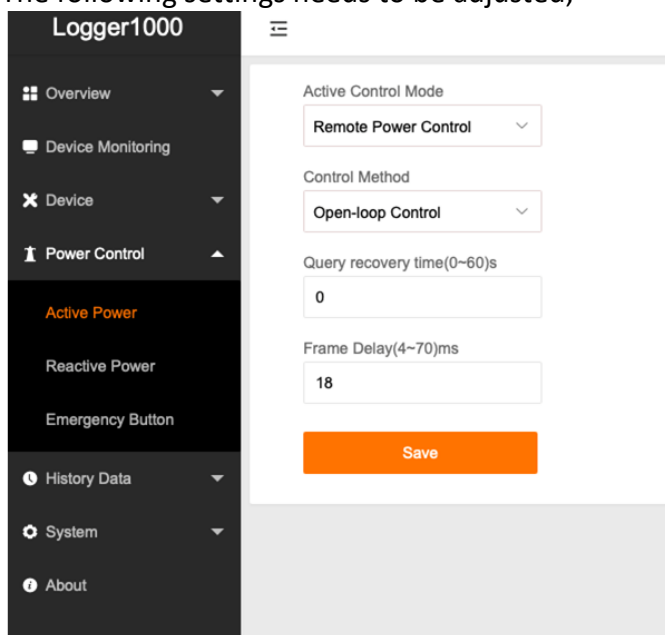 The following settings needs to be adjusted,
Logger1000
Overview
Device Monitoring
Device
Power Control
Active Power
Reactive Power
Emergency Button
History Data
System
About
Active Control Mode
Remote Power Control
Control Method
Open-loop Control
Query recovery time(0~60)s
0
Frame Delay(4~70)ms
18
Save